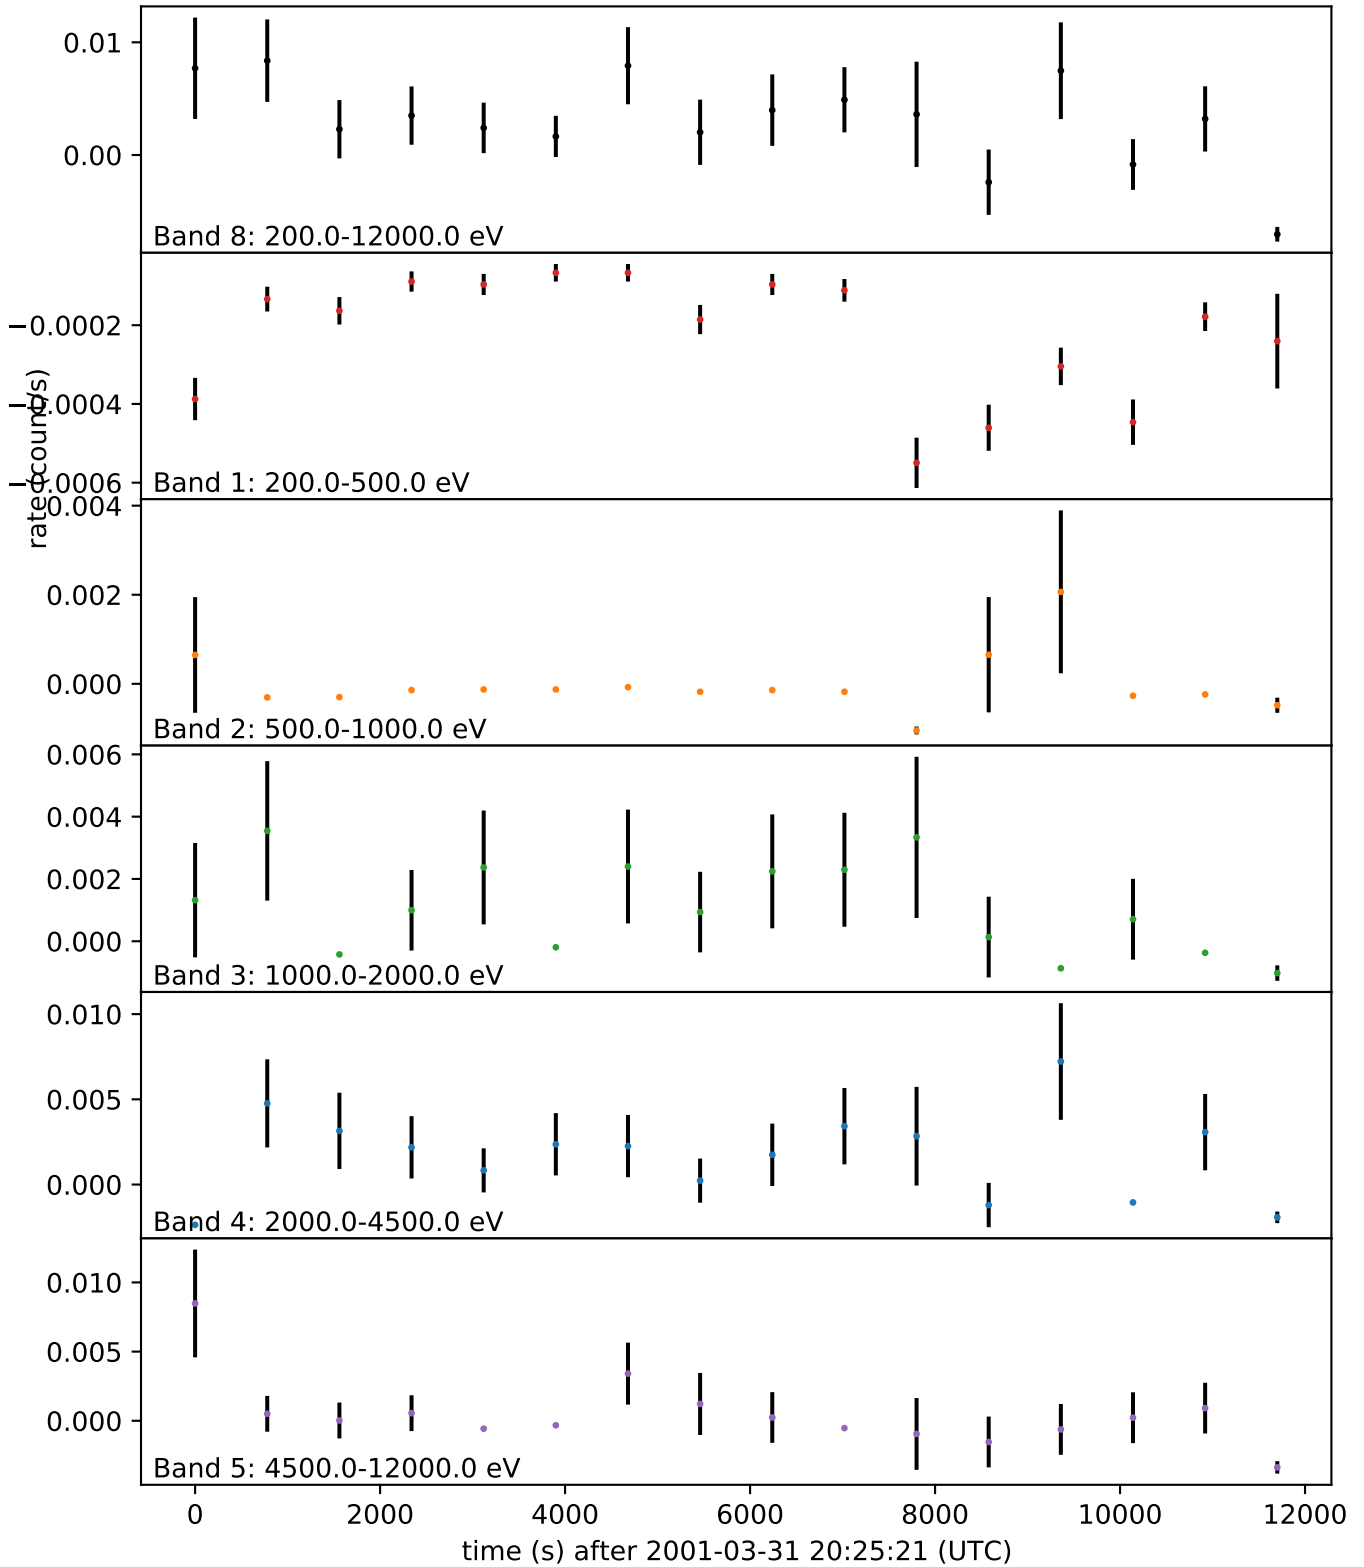 0.01
0.00
Band 8: 200.0-12000.0 eV
−0.0002
−0.0004
−0.0006
rate (count/s)
Band 1: 200.0-500.0 eV
0.004
0.002
0.000
Band 2: 500.0-1000.0 eV
0.006
0.004
0.002
0.000
Band 3: 1000.0-2000.0 eV
0.010
0.005
0.000
Band 4: 2000.0-4500.0 eV
0.010
0.005
0.000
Band 5: 4500.0-12000.0 eV
0 2000 4000 6000 8000 10000 12000
time (s) after 2001-03-31 20:25:21 (UTC)